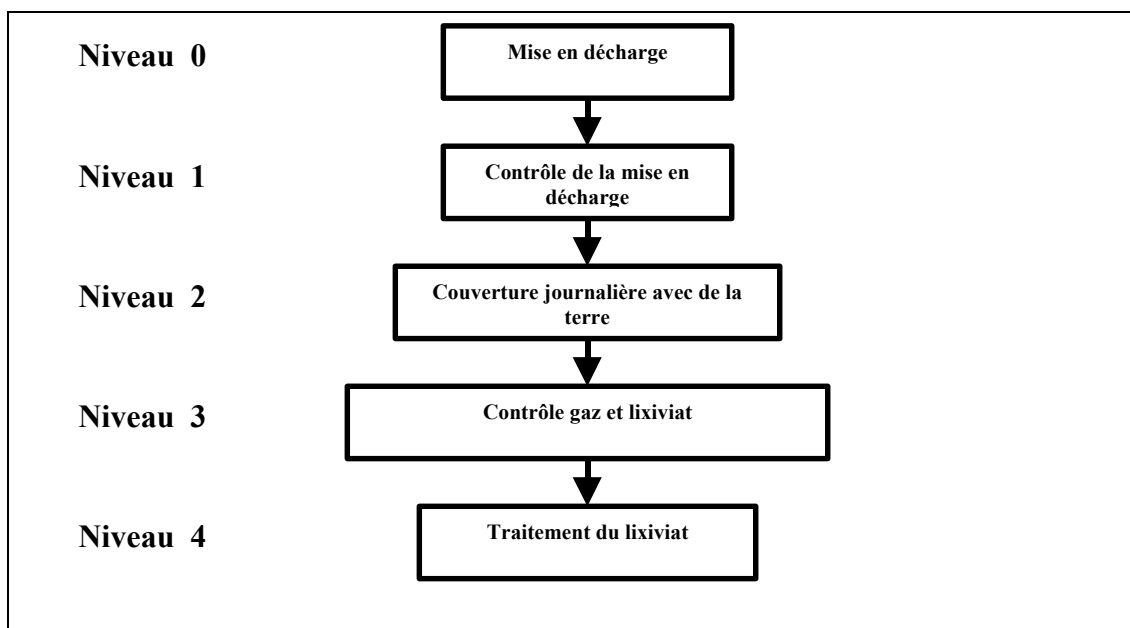 Niveau 0
Mise en décharge
Niveau 1
Contrôle de la mise en
décharge
Niveau 2
Couverture journalière avec de la
terre
Niveau 3
Contrôle gaz et lixiviat
Niveau 4
Traitement du lixiviat